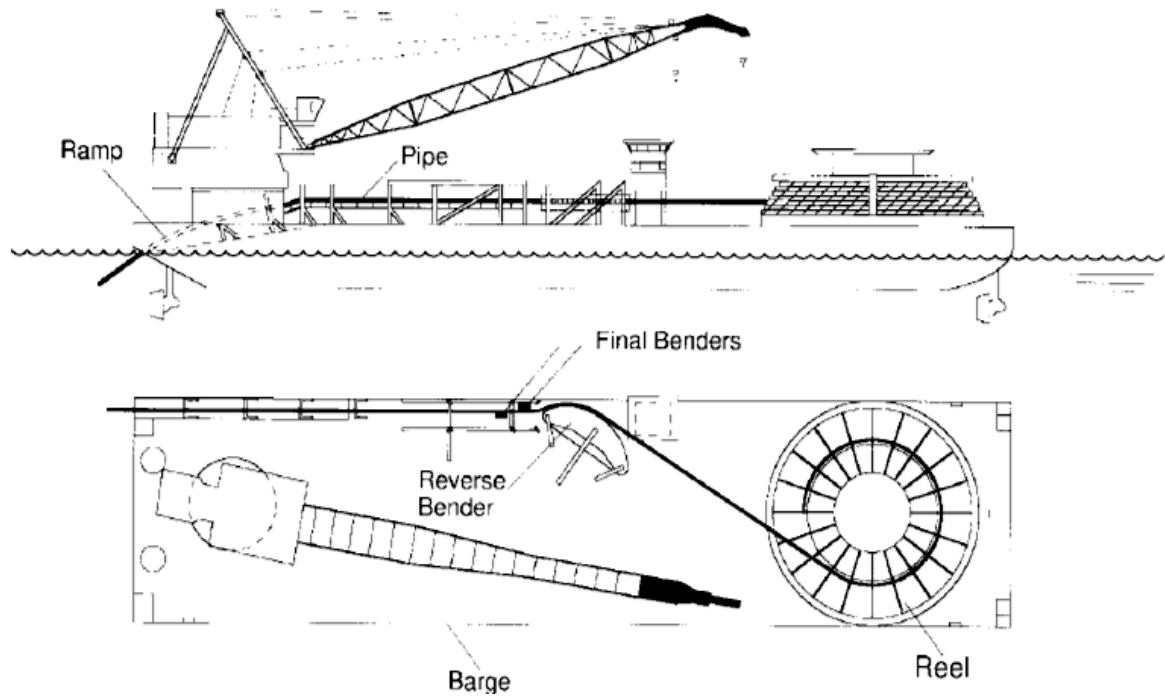 Ramp
Pipe
Final Benders
Reverse
Bender
Reel
Barge